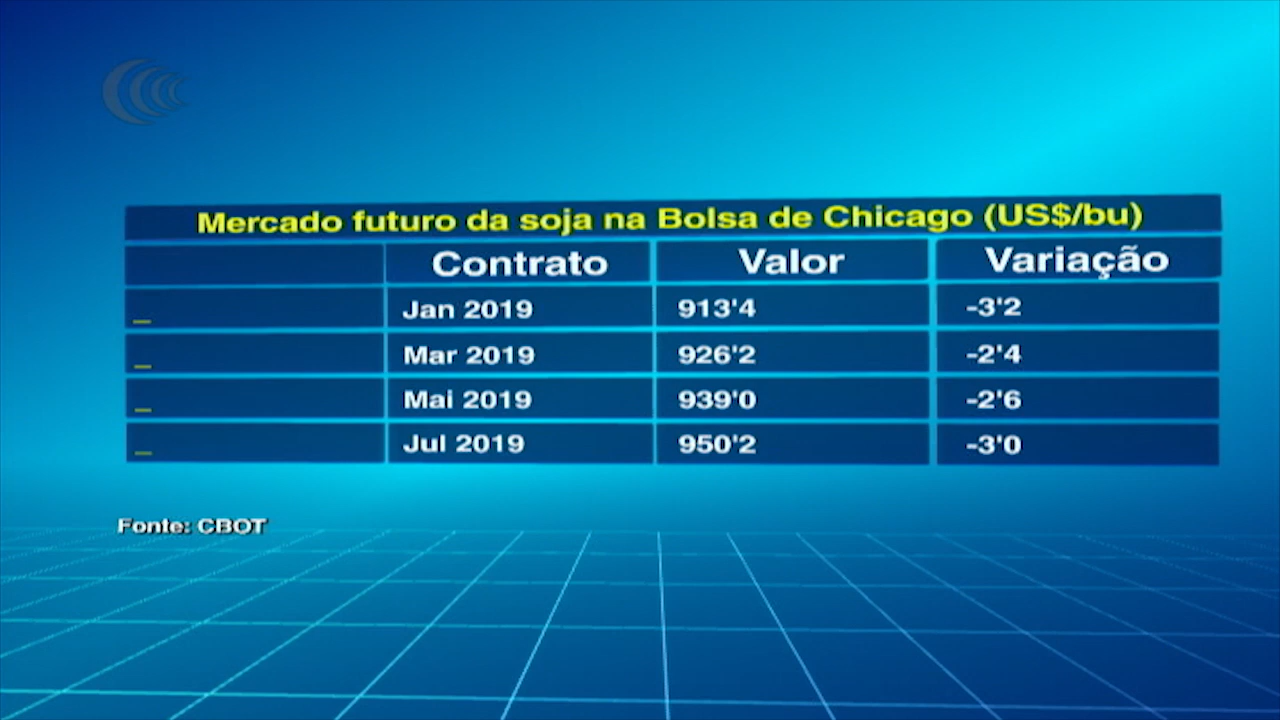 Mercado futuro da soja na Bolsa de Chicago (US$/bu)
Contrato Valor Variação
_ Jan 2019 913'4 -3'2
_ Mar 2019 926'2 -2'4
_ Mai 2019 939'0 -2'6
_ Jul 2019 950'2 -3'0
Fonte: CBOT